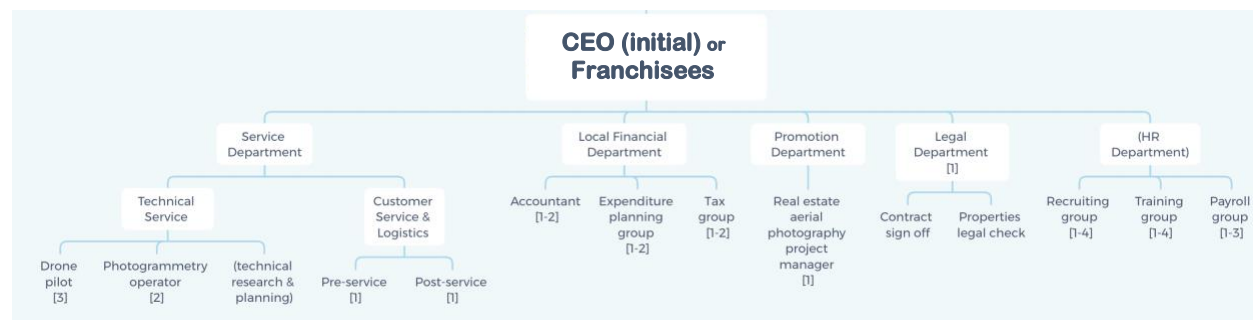 CEO (initial) or
Franchisees
Service
Department
Local Financial
Department
Promotion
Department
Legal
Department
[1]
(HR
Department)
Technical
Service
Customer
Service &
Logistics
Accountant
[1-2]
Expenditure
planning
group
[1-2]
Tax
group
[1-2]
Real estate
aerial
photography
project
manager
[1]
Contract
sign off
Properties
legal check
Recruiting
group
[1-4]
Training
group
[1-4]
Payroll
group
[1-3]
Drone
pilot
[3]
Photogrammetry
operator
[2]
(technical
research &
planning)
Pre-service
[1]
Post-service
[1]